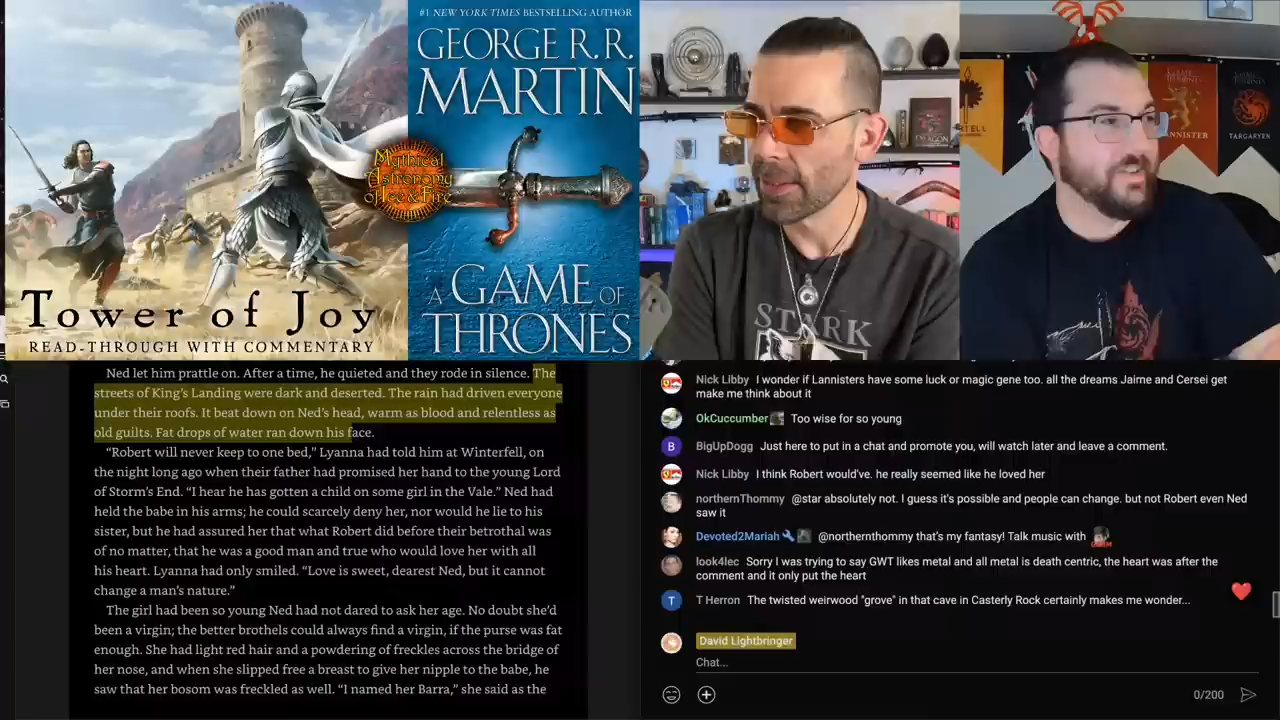 Tower of Joy
READ-THROUGH WITH COMMENTARY
Mythical
Astronomy
of Ice & Fire
#1 NEW YORK TIMES BESTSELLING AUTHOR
GEORGE R.R.
MARTIN
A GAME OF
THRONES
STARK
DRAGON
LANNISTER
TARGARYEN
Ned let him prattle on. After a time, he quieted and they rode in silence. The
streets of King's Landing were dark and deserted. The rain had driven everyone
under their roofs. It beat down on Ned's head, warm as blood and relentless as
old guilts. Fat drops of water ran down his face.
"Robert will never keep to one bed," Lyanna had told him at Winterfell, on
the night long ago when their father had promised her hand to the young Lord
of Storm's End. "I hear he has gotten a child on some girl in the Vale." Ned had
held the babe in his arms; he could scarcely deny her, nor would he lie to his
sister, but he had assured her that what Robert did before their betrothal was
of no matter, that he was a good man and true who would love her with all
his heart. Lyanna had only smiled. "Love is sweet, dearest Ned, but it cannot
change a man's nature."
The girl had been so young Ned had not dared to ask her age. No doubt she'd
been a virgin; the better brothels could always find a virgin, if the purse was fat
enough. She had light red hair and a powdering of freckles across the bridge of
her nose, and when she slipped free a breast to give her nipple to the babe, he
saw that her bosom was freckled as well. "I named her Barra," she said as the
Nick Libby I wonder if Lannisters have some luck or magic gene too. all the dreams Jaime and Cersei get
make me think about it
OkCuccumber Too wise for so young
B BigUpDogg Just here to put in a chat and promote you, will watch later and leave a comment.
Nick Libby I think Robert would've. he really seemed like he loved her
northernThommy @star absolutely not. I guess it's possible and people can change. but not Robert even Ned
saw it
Devoted2Mariah @northernthommy that's my fantasy! Talk music with
look4lec Sorry I was trying to say GWT likes metal and all metal is death centric, the heart was after the
comment and it only put the heart
T T Herron The twisted weirwood "grove" in that cave in Casterly Rock certainly makes me wonder...
David Lightbringer
Chat...
0/200